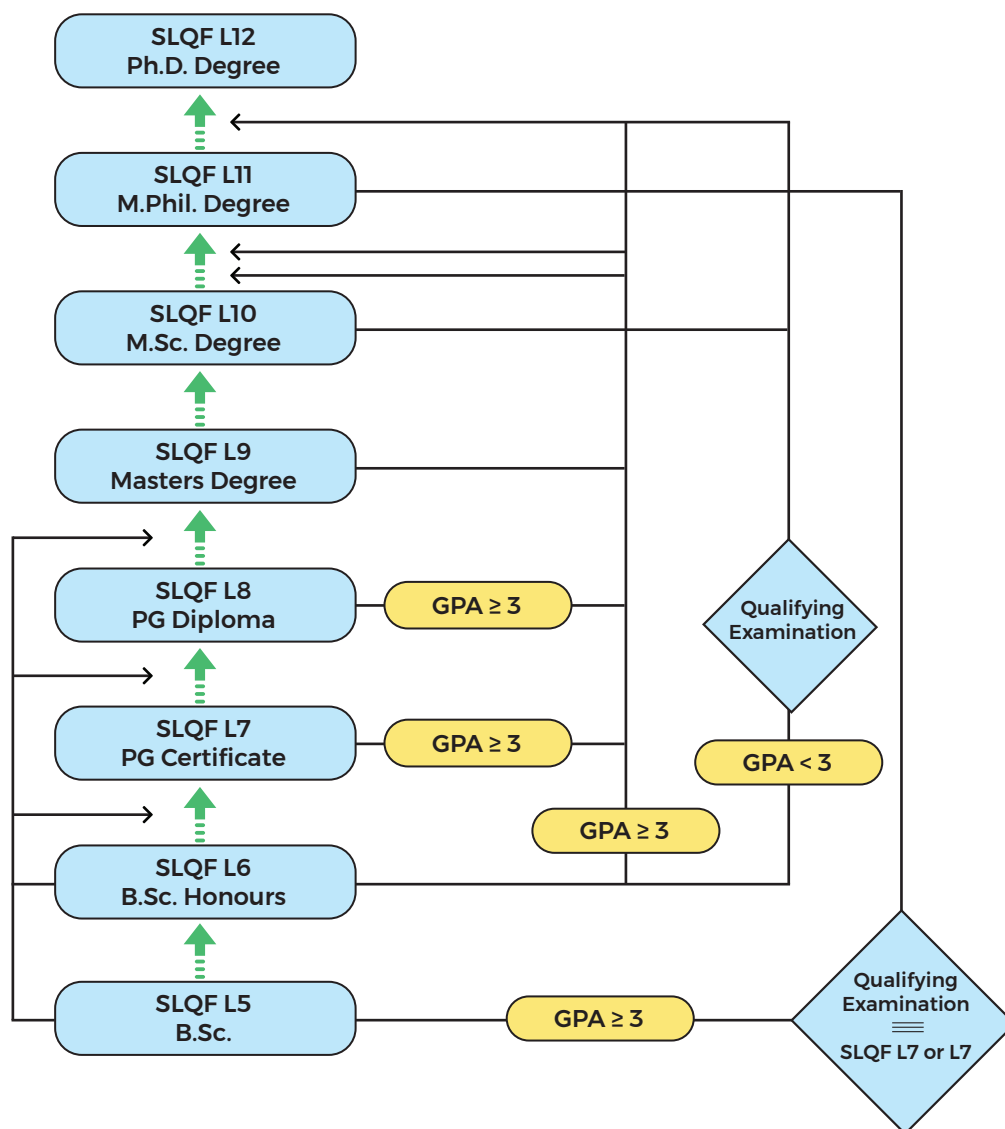 SLQF L12
Ph.D. Degree
SLQF L11
M.Phil. Degree
SLQF L10
M.Sc. Degree
SLQF L9
Masters Degree
SLQF L8
PG Diploma
GPA ≥ 3
Qualifying
Examination
SLQF L7
PG Certificate
GPA ≥ 3
GPA < 3
GPA ≥ 3
SLQF L6
B.Sc. Honours
SLQF L5
B.Sc.
GPA ≥ 3
Qualifying
Examination
SLQF L7 or L7